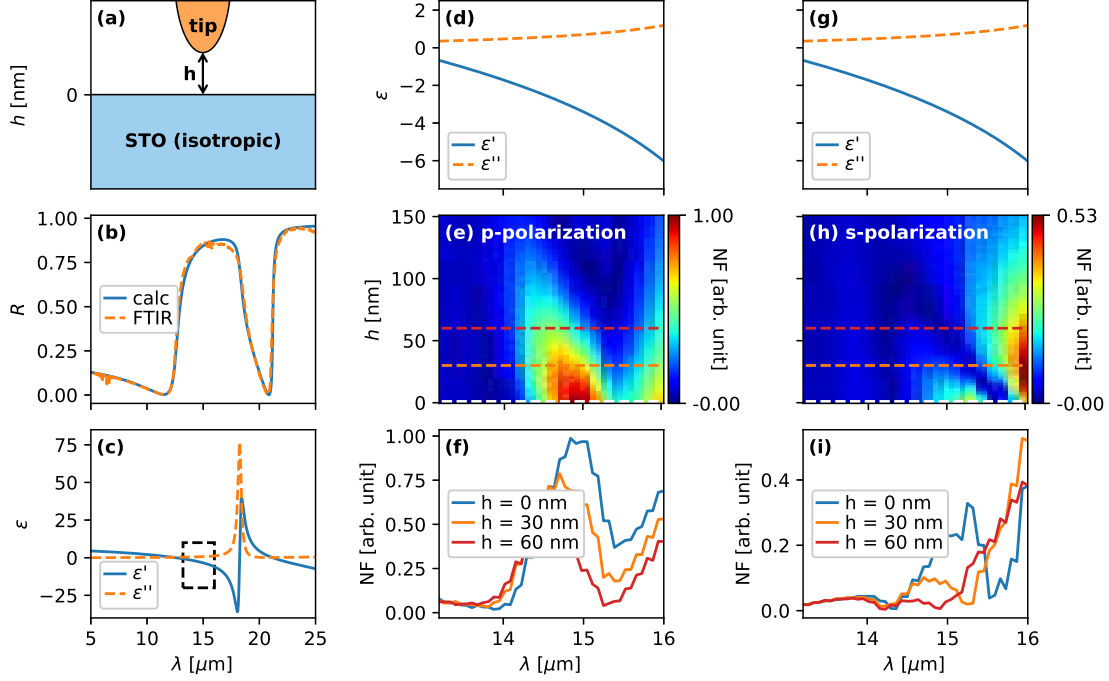 (a)
tip
h
h [nm]
0
STO (isotropic)
(b)
1.00
0.75
0.50
0.25
0.00
R
calc
FTIR
(c)
75
50
25
0
−25
ε
ε'
ε''
5 10 15 20 25
λ [μm]
(d)
2
0
−2
−4
−6
ε
ε'
ε''
(e) p-polarization
150
100
50
0
h [nm]
1.00
-0.00
NF [arb. unit]
(f)
1.00
0.75
0.50
0.25
0.00
NF [arb. unit]
h = 0 nm
h = 30 nm
h = 60 nm
14 15 16
λ [μm]
(g)
ε'
ε''
(h) s-polarization
0.53
-0.00
NF [arb. unit]
(i)
0.4
0.2
0.0
NF [arb. unit]
h = 0 nm
h = 30 nm
h = 60 nm
14 15 16
λ [μm]